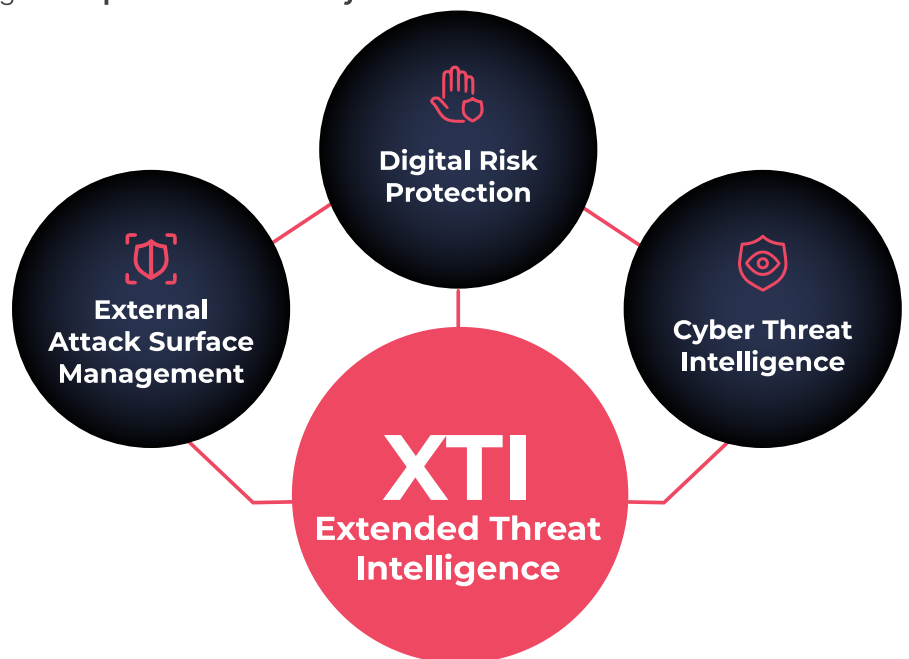 Digital Risk
Protection
External
Attack Surface
Management
Cyber Threat
Intelligence
XTI
Extended Threat
Intelligence